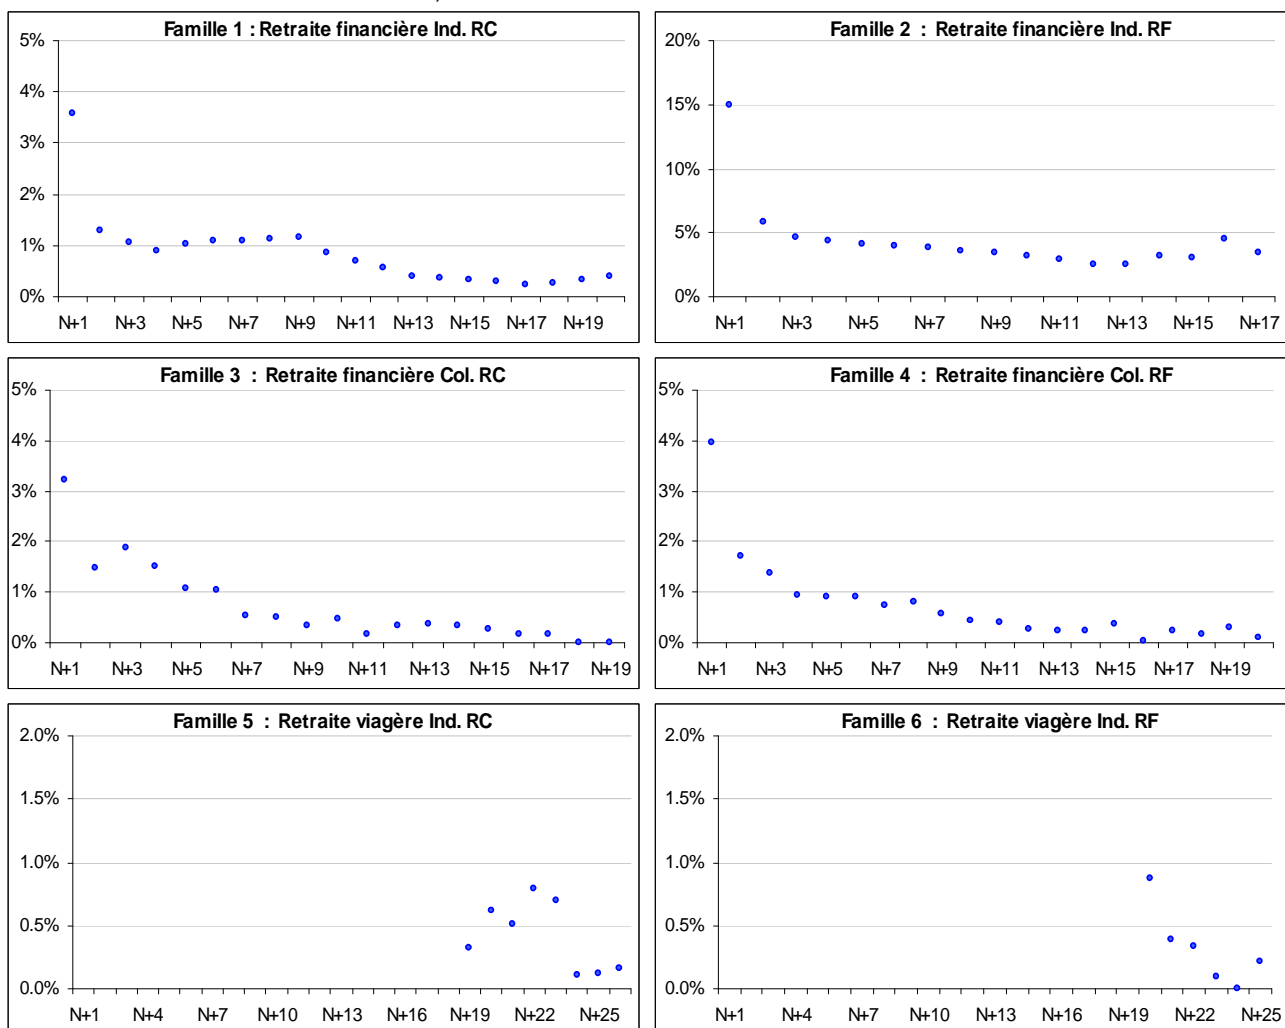 Famille 1 : Retraite financière Ind. RC
5%
4%
3%
2%
1%
0%
N+1 N+3 N+5 N+7 N+9 N+11 N+13 N+15 N+17 N+19
Famille 2 : Retraite financière Ind. RF
20%
15%
10%
5%
0%
N+1 N+3 N+5 N+7 N+9 N+11 N+13 N+15 N+17
Famille 3 : Retraite financière Col. RC
5%
4%
3%
2%
1%
0%
N+1 N+3 N+5 N+7 N+9 N+11 N+13 N+15 N+17 N+19
Famille 4 : Retraite financière Col. RF
5%
4%
3%
2%
1%
0%
N+1 N+3 N+5 N+7 N+9 N+11 N+13 N+15 N+17 N+19
Famille 5 : Retraite viagère Ind. RC
2.0%
1.5%
1.0%
0.5%
0.0%
N+1 N+4 N+7 N+10 N+13 N+16 N+19 N+22 N+25
Famille 6 : Retraite viagère Ind. RF
2.0%
1.5%
1.0%
0.5%
0.0%
N+1 N+4 N+7 N+10 N+13 N+16 N+19 N+22 N+25